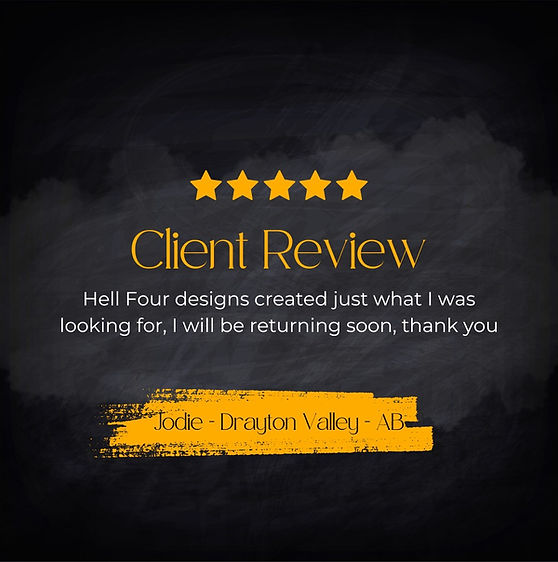 Client Review
Hell Four designs created just what I was
looking for, I will be returning soon, thank you
Jodie - Drayton Valley - AB